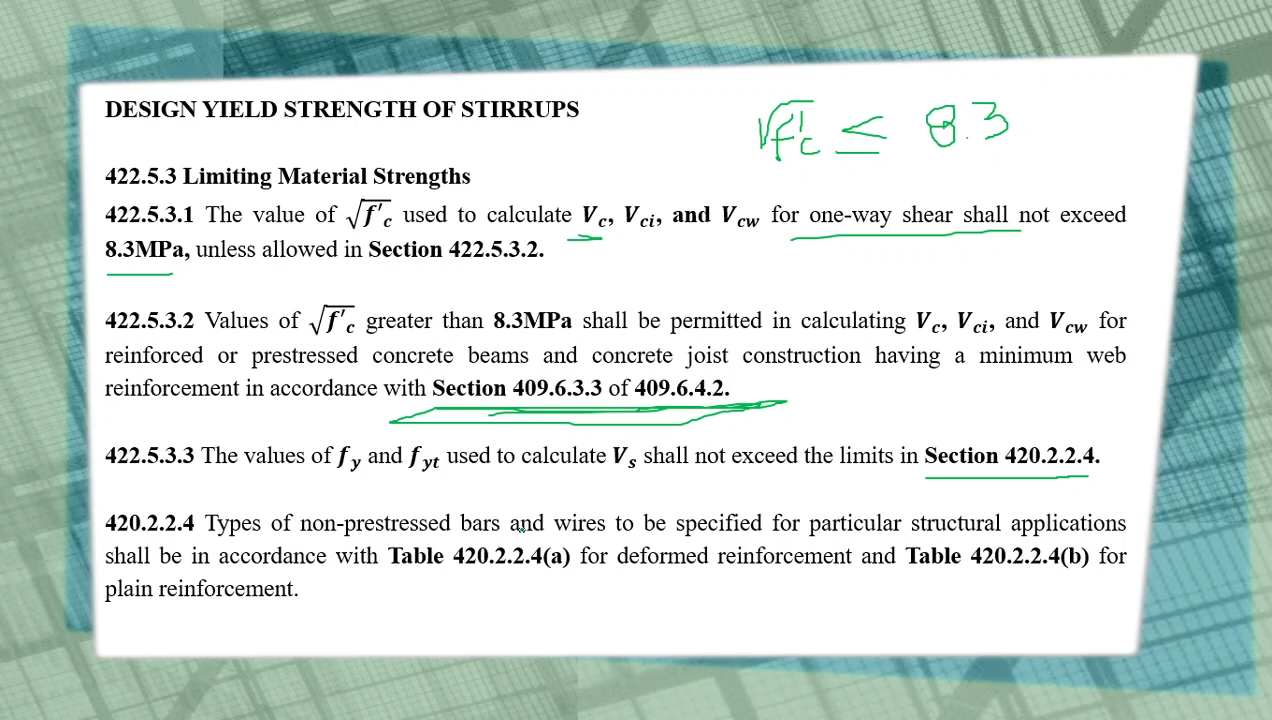 DESIGN YIELD STRENGTH OF STIRRUPS
√f'c ≤ 8.3
422.5.3 Limiting Material Strengths
422.5.3.1 The value of √f'c used to calculate Vc, Vci, and Vcw for one-way shear shall not exceed
8.3MPa, unless allowed in Section 422.5.3.2.
422.5.3.2 Values of √f'c greater than 8.3MPa shall be permitted in calculating Vc, Vci, and Vcw for
reinforced or prestressed concrete beams and concrete joist construction having a minimum web
reinforcement in accordance with Section 409.6.3.3 of 409.6.4.2.
422.5.3.3 The values of fy and fyt used to calculate Vs shall not exceed the limits in Section 420.2.2.4.
420.2.2.4 Types of non-prestressed bars and wires to be specified for particular structural applications
shall be in accordance with Table 420.2.2.4(a) for deformed reinforcement and Table 420.2.2.4(b) for
plain reinforcement.